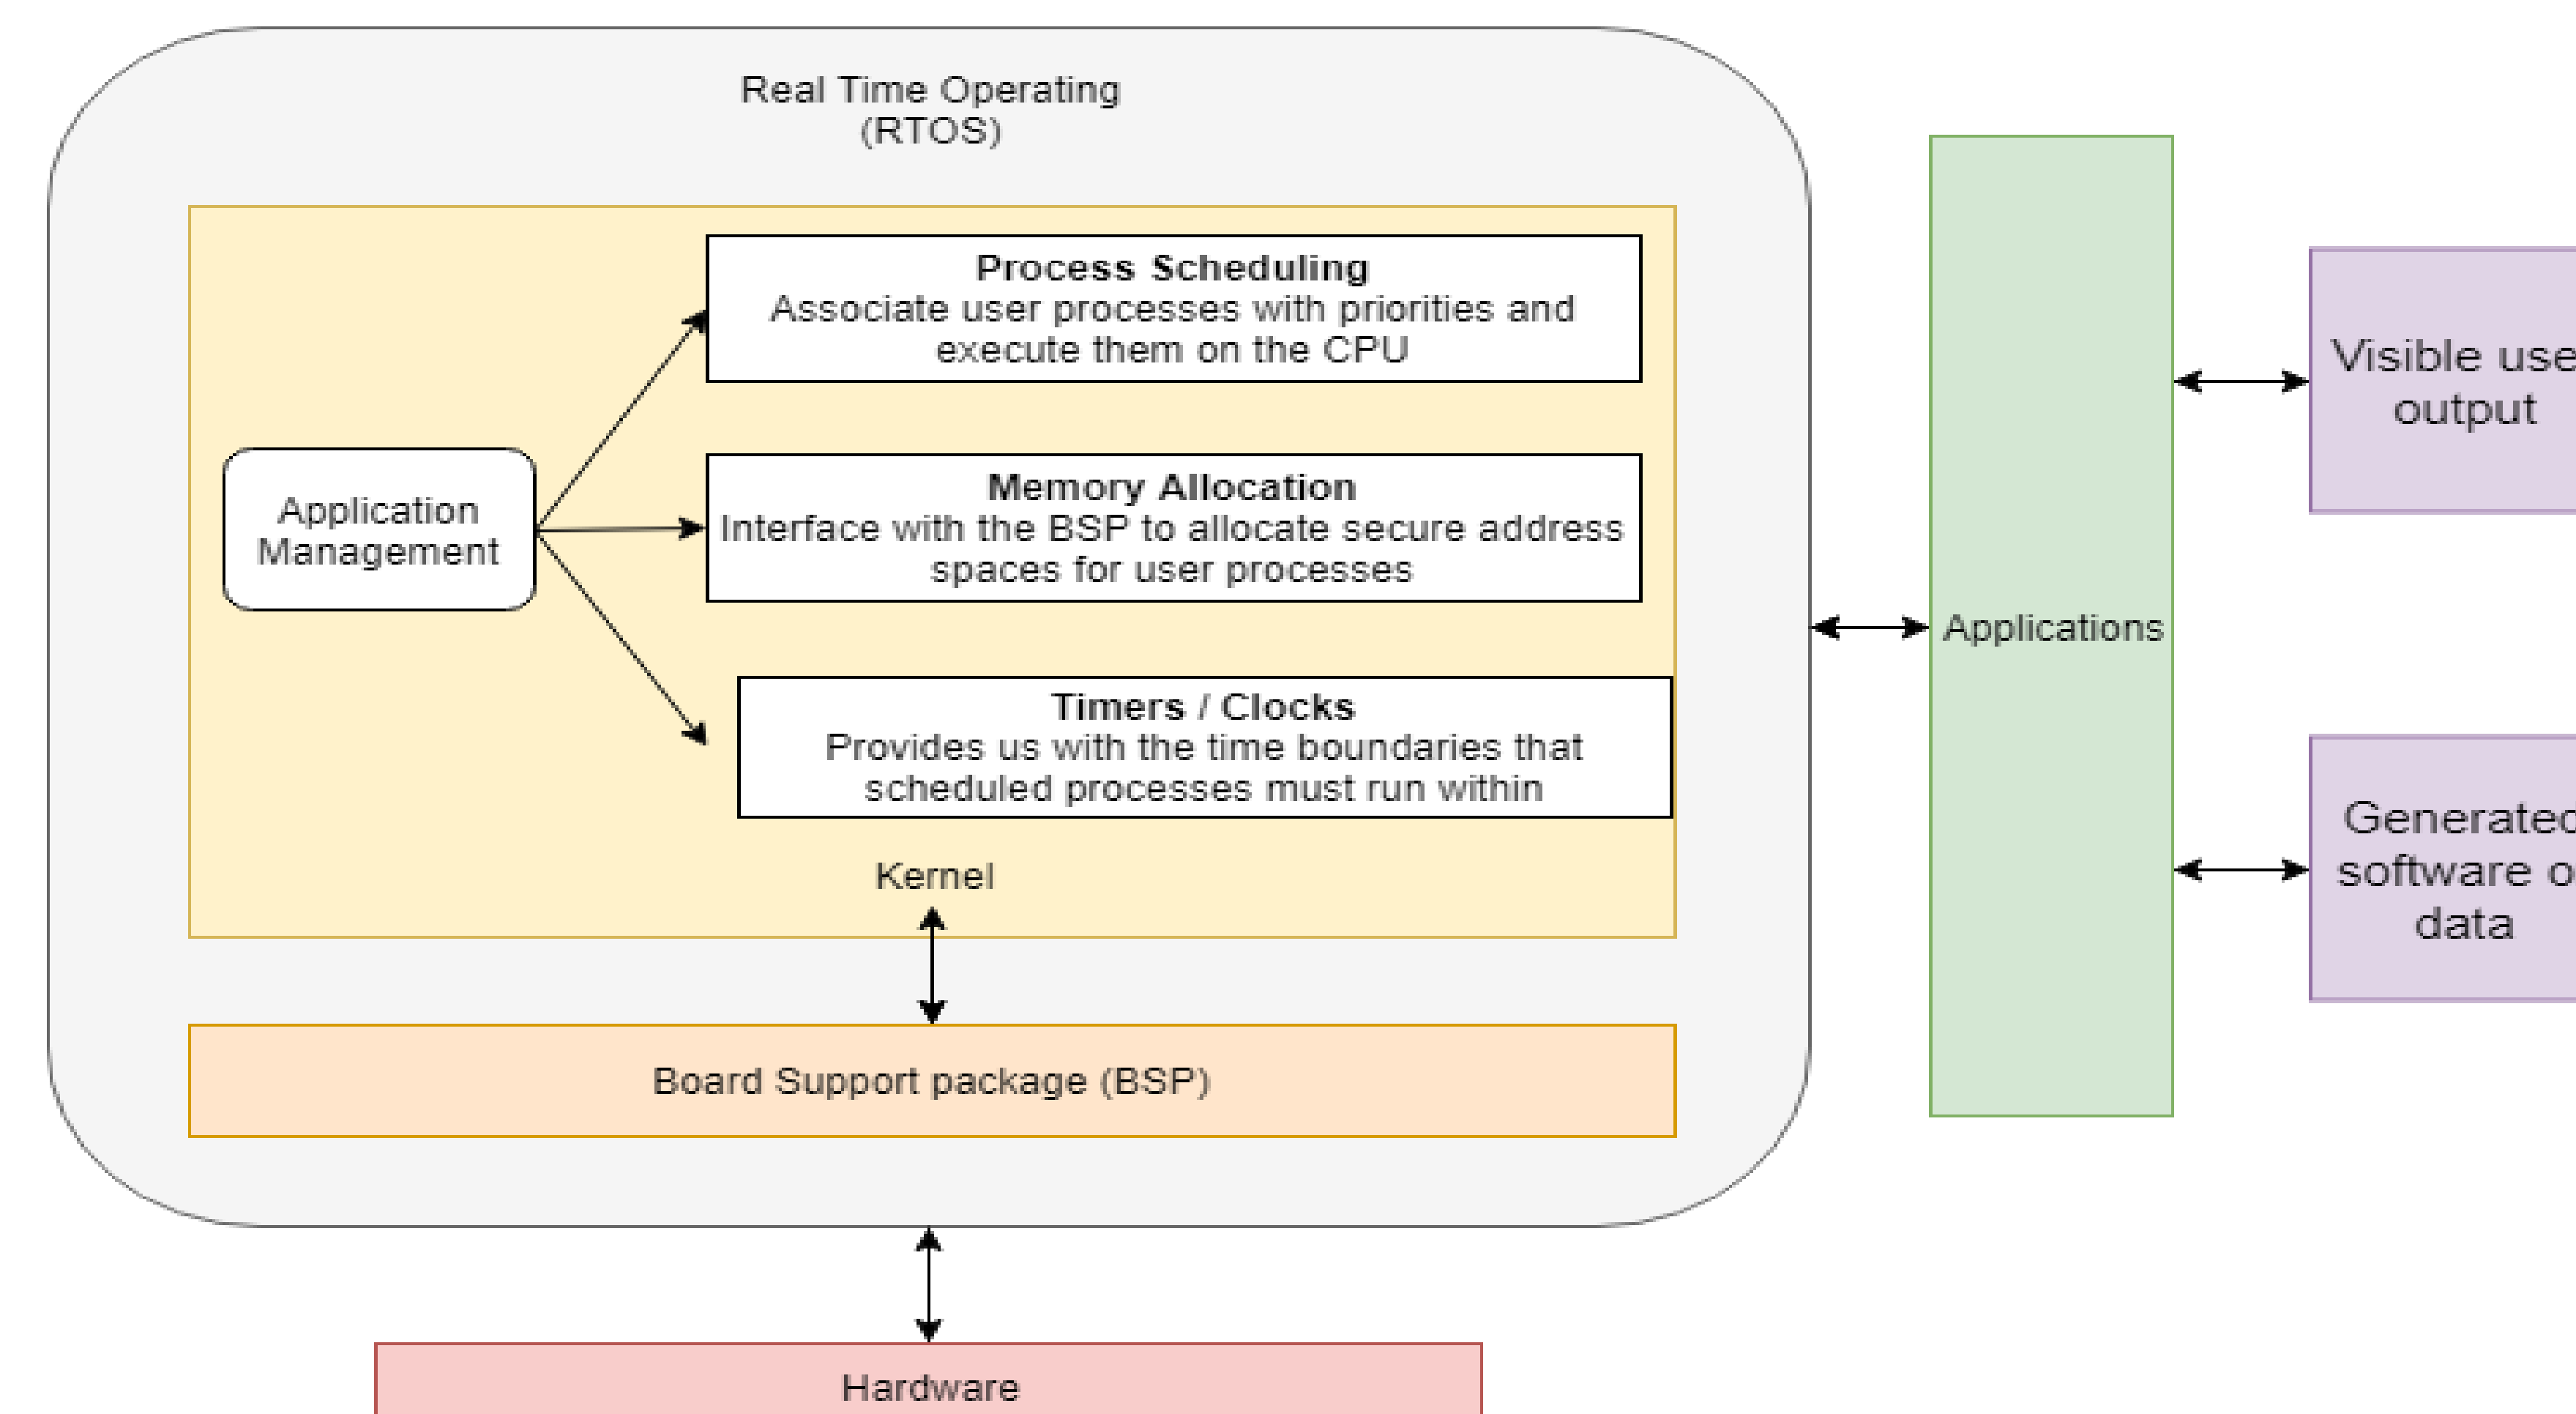 Real Time Operating
(RTOS)
Process Scheduling
Associate user processes with priorities and
execute them on the CPU
Application
Management
Memory Allocation
Interface with the BSP to allocate secure address
spaces for user processes
Timers / Clocks
Provides us with the time boundaries that
scheduled processes must run within
Kernel
Board Support package (BSP)
Hardware
Applications
Visible
output
software
data